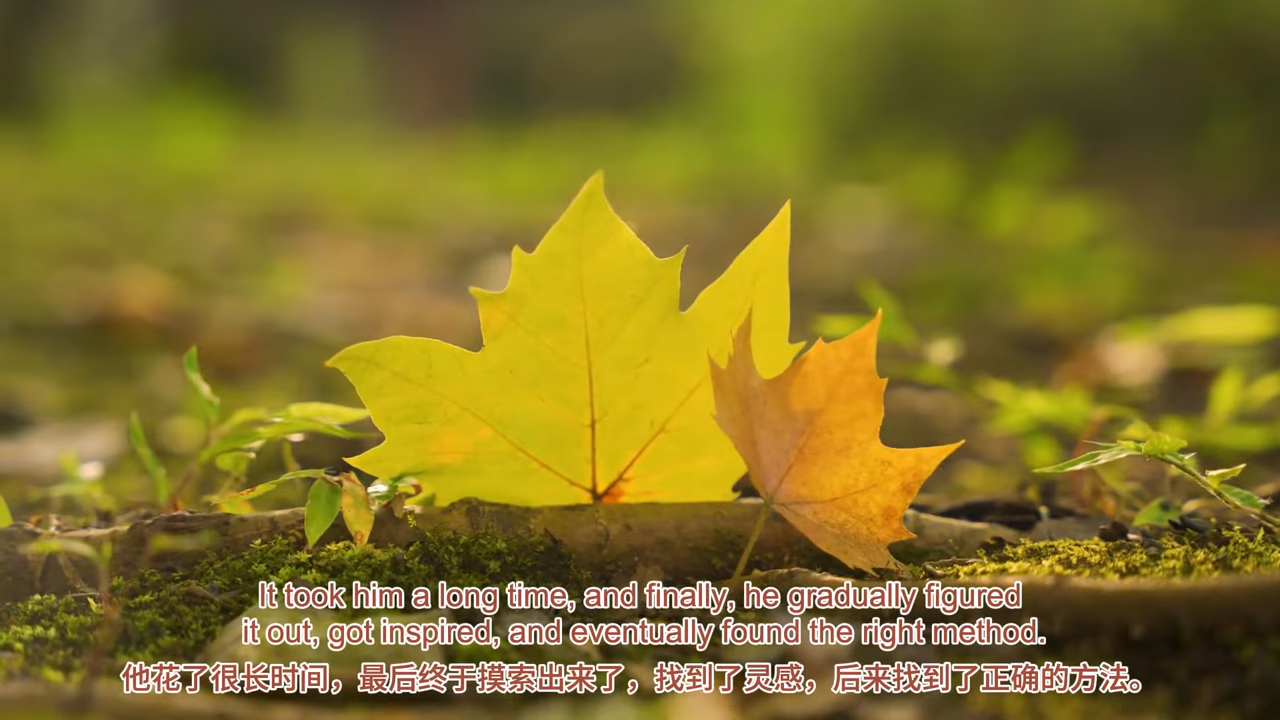 It took him a long time, and finally, he gradually figured
it out, got inspired, and eventually found the right method.
他花了很长时间，最后终于摸索出来了，找到了灵感，后来找到了正确的方法。